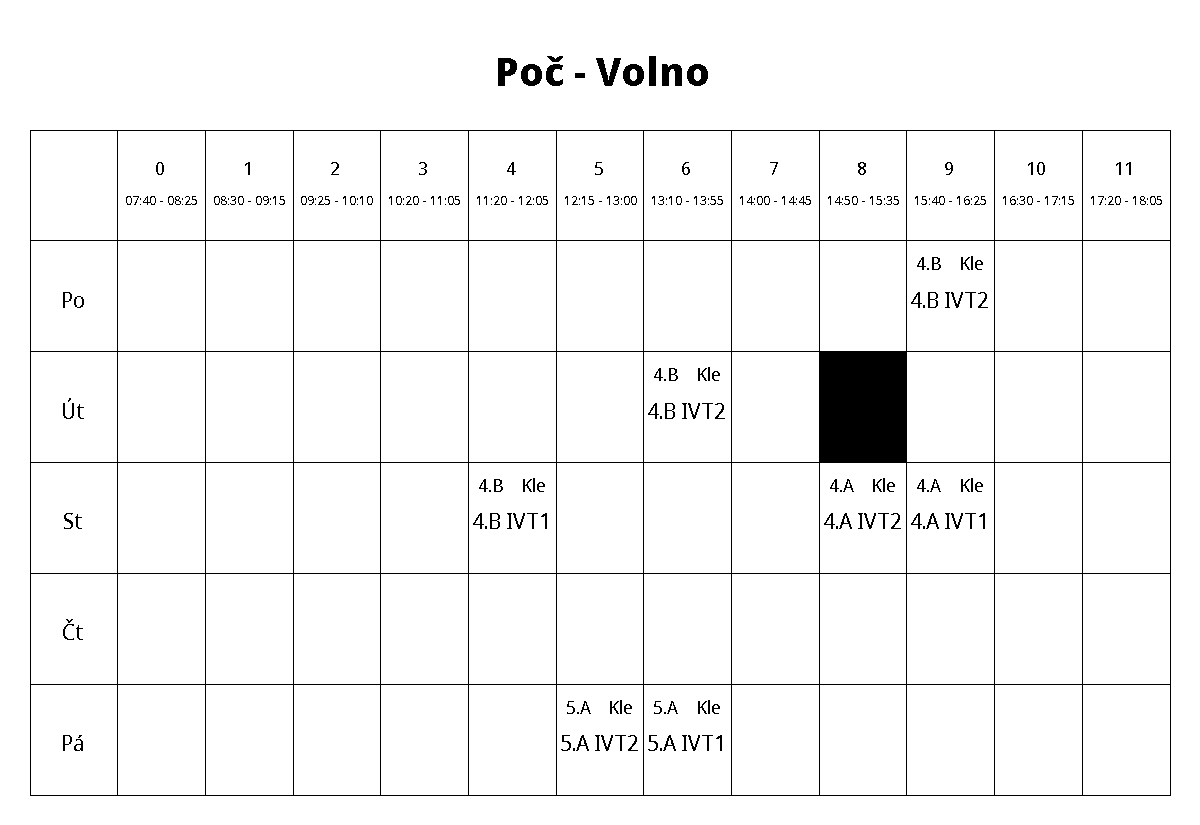 Poč - Volno
0 1 2 3 4 5 6 7 8 9 10 11
07:40 - 08:25 08:30 - 09:15 09:25 - 10:10 10:20 - 11:05 11:20 - 12:05 12:15 - 13:00 13:10 - 13:55 14:00 - 14:45 14:50 - 15:35 15:40 - 16:25 16:30 - 17:15 17:20 - 18:05
4.B Kle
Po 4.B IVT2
4.B Kle
Út 4.B IVT2
4.B Kle 4.A Kle 4.A Kle
St 4.B IVT1 4.A IVT2 4.A IVT1
Čt
5.A Kle 5.A Kle
Pá 5.A IVT2 5.A IVT1